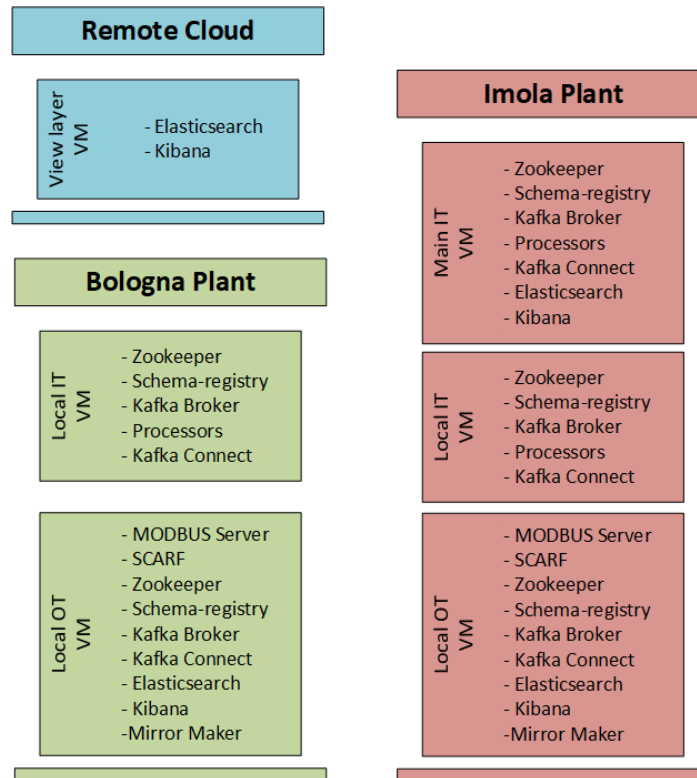 Remote Cloud
View layer
VM
- Elasticsearch
- Kibana
Bologna Plant
Local IT
VM
- Zookeeper
- Schema-registry
- Kafka Broker
- Processors
- Kafka Connect
Local OT
VM
- MODBUS Server
- SCARF
- Zookeeper
- Schema-registry
- Kafka Broker
- Kafka Connect
- Elasticsearch
- Kibana
-Mirror Maker
Imola Plant
Main IT
VM
- Zookeeper
- Schema-registry
- Kafka Broker
- Processors
- Kafka Connect
- Elasticsearch
- Kibana
Local IT
VM
- Zookeeper
- Schema-registry
- Kafka Broker
- Processors
- Kafka Connect
Local OT
VM
- MODBUS Server
- SCARF
- Zookeeper
- Schema-registry
- Kafka Broker
- Kafka Connect
- Elasticsearch
- Kibana
-Mirror Maker